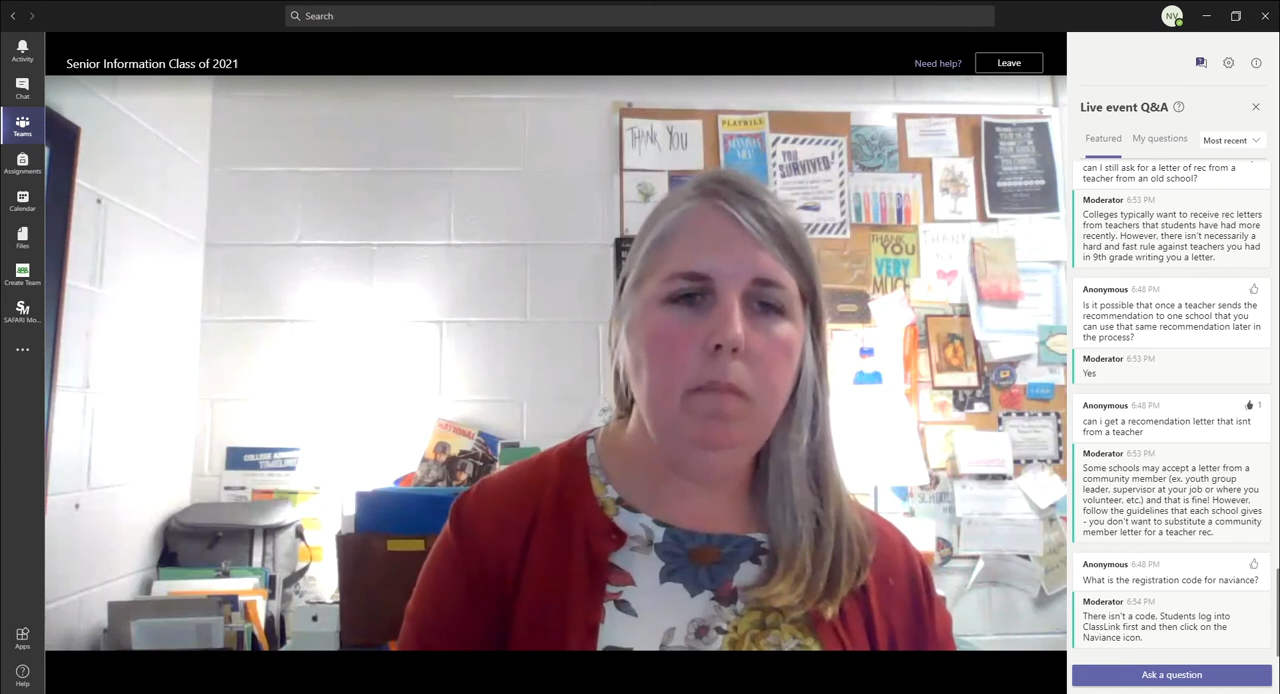 Search
NV
Activity
Chat
Teams
Assignments
Calendar
Files
Create Team
SAFARI Mo...
Apps
Help
Senior Information Class of 2021
Need help?
Leave
THANK YOU
PLAYBILL
YOU
SURVIVED!
THANK
YOU
VERY
MUCH
THANK
NATIONAL
TIMELINE
Live event Q&A
Featured
My questions
Most recent
can I still ask for a letter of rec from a
teacher from an old school?
Moderator 6:53 PM
Colleges typically want to receive rec letters
from teachers that students have had more
recently. However, there isn't necessarily a
hard and fast rule against teachers you had
in 9th grade writing you a letter.
Anonymous 6:48 PM
Is it possible that once a teacher sends the
recommendation to one school that you
can use that same recommendation later in
the process?
Moderator 6:53 PM
Yes
Anonymous 6:48 PM
1
can i get a recomendation letter that isnt
from a teacher
Moderator 6:53 PM
Some schools may accept a letter from a
community member (ex. youth group
leader, supervisor at your job or where you
volunteer, etc.) and that is fine! However,
follow the guidelines that each school gives
- you don't want to substitute a community
member letter for a teacher rec.
Anonymous 6:48 PM
What is the registration code for naviance?
Moderator 6:54 PM
There isn't a code. Students log into
ClassLink first and then click on the
Naviance icon.
Ask a question